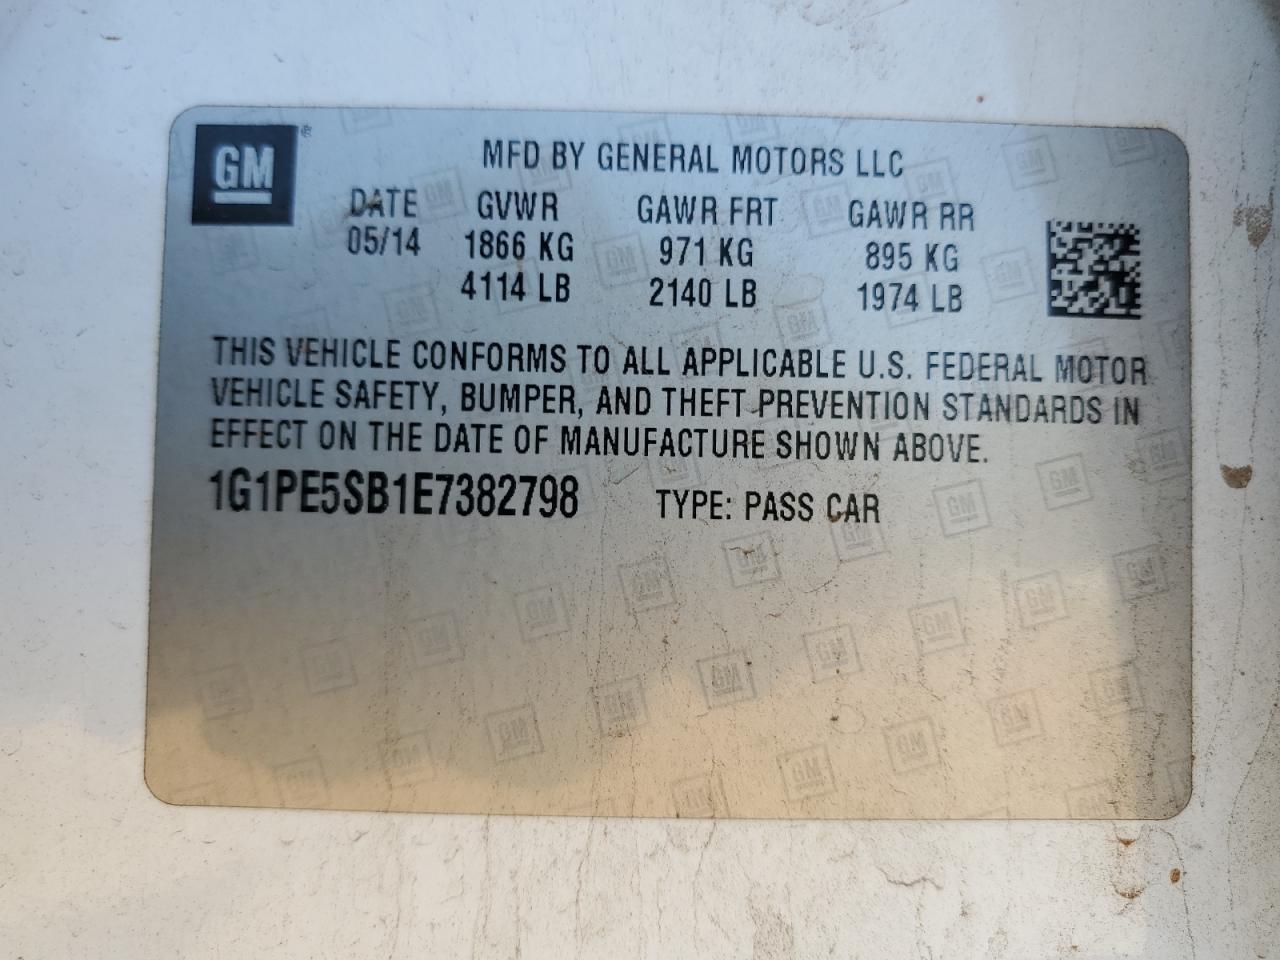 GM®
MFD BY GENERAL MOTORS LLC
DATE GVWR GAWR FRT GAWR RR
05/14 1866 KG 971 KG 895 KG
4114 LB 2140 LB 1974 LB
THIS VEHICLE CONFORMS TO ALL APPLICABLE U.S. FEDERAL MOTOR
VEHICLE SAFETY, BUMPER, AND THEFT PREVENTION STANDARDS IN
EFFECT ON THE DATE OF MANUFACTURE SHOWN ABOVE.
1G1PE5SB1E7382798 TYPE: PASS CAR